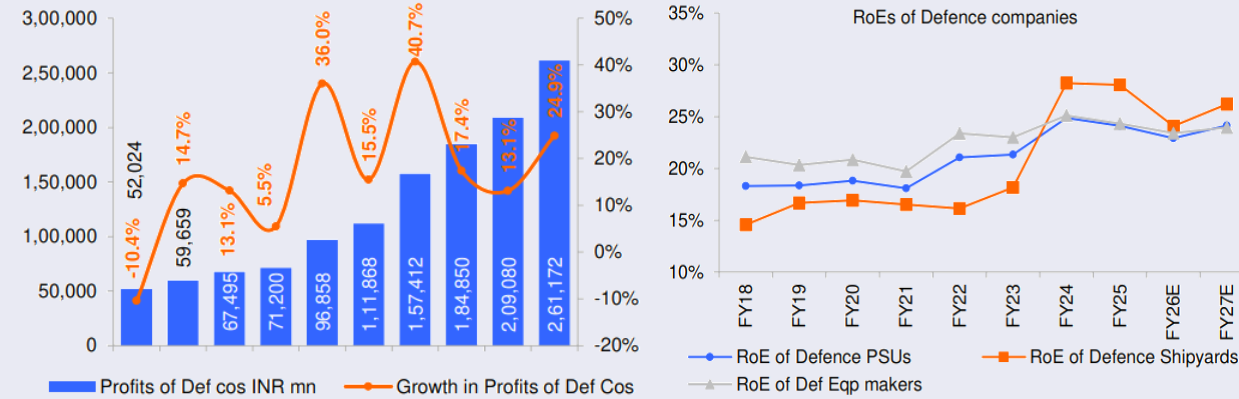 3,00,000
2,50,000
2,00,000
1,50,000
1,00,000
50,000
0
50%
40%
30%
20%
10%
0%
-10%
-20%
52,024
59,659
67,495
71,200
96,858
1,11,868
1,57,412
1,84,850
2,09,080
2,61,172
-10.4%
14.7%
13.1%
5.5%
36.0%
15.5%
40.7%
17.4%
13.1%
24.9%
Profits of Def cos INR mn
Growth in Profits of Def Cos
RoEs of Defence companies
35%
30%
25%
20%
15%
10%
FY18
FY19
FY20
FY21
FY22
FY23
FY24
FY25
FY26E
FY27E
RoE of Defence PSUs
RoE of Defence Shipyards
RoE of Def Eqp makers